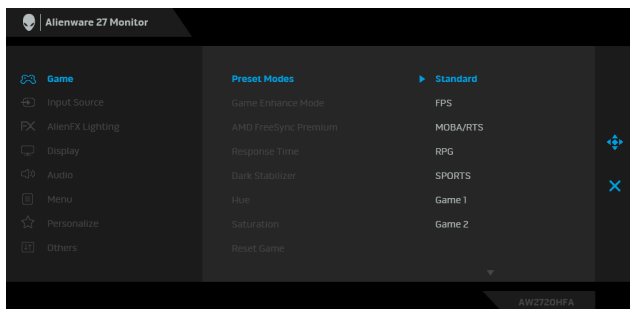 Alienware 27 Monitor
Game
Input Source
AlienFX Lighting
Display
Audio
Menu
Personalize
Others
Preset Modes
Game Enhance Mode
AMD FreeSync Premium
Response Time
Dark Stabilizer
Hue
Saturation
Reset Game
Standard
FPS
MOBA/RTS
RPG
SPORTS
Game 1
Game 2
AW2720HFA